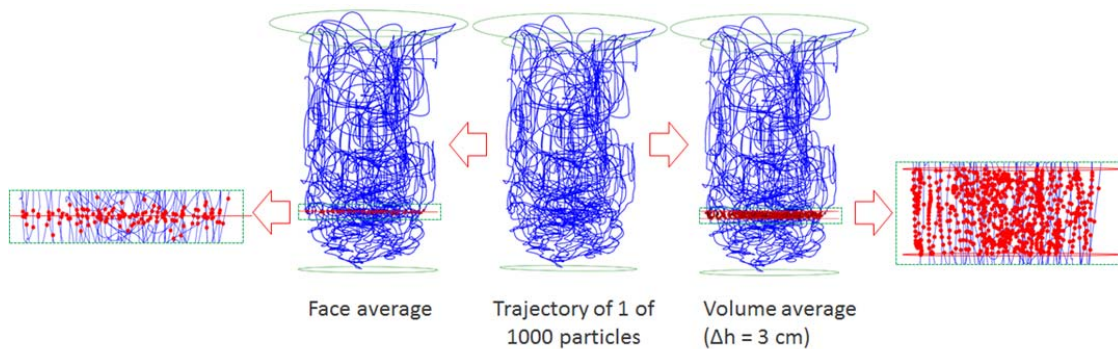 Face average
Trajectory of 1 of
1000 particles
Volume average
(Δh = 3 cm)